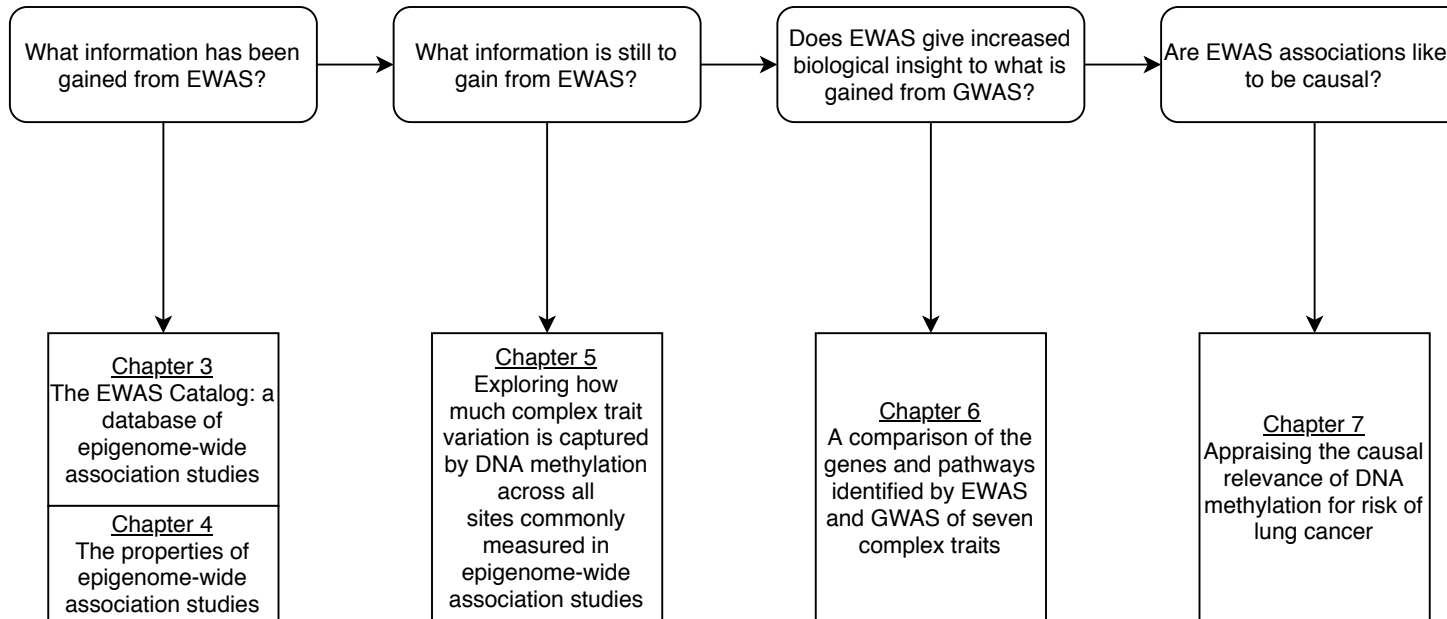 What information has been
gained from EWAS?
What information is still to
gain from EWAS?
Does EWAS give increased
biological insight to what is
gained from GWAS?
Are EWAS associations like
to be causal?
Chapter 3
The EWAS Catalog: a
database of
epigenome-wide
association studies
Chapter 4
The properties of
epigenome-wide
association studies
Chapter 5
Exploring how
much complex trait
variation is captured
by DNA methylation
across all
sites commonly
measured in
epigenome-wide
association studies
Chapter 6
A comparison of the
genes and pathways
identified by EWAS
and GWAS of seven
complex traits
Chapter 7
Appraising the causal
relevance of DNA
methylation for risk of
lung cancer